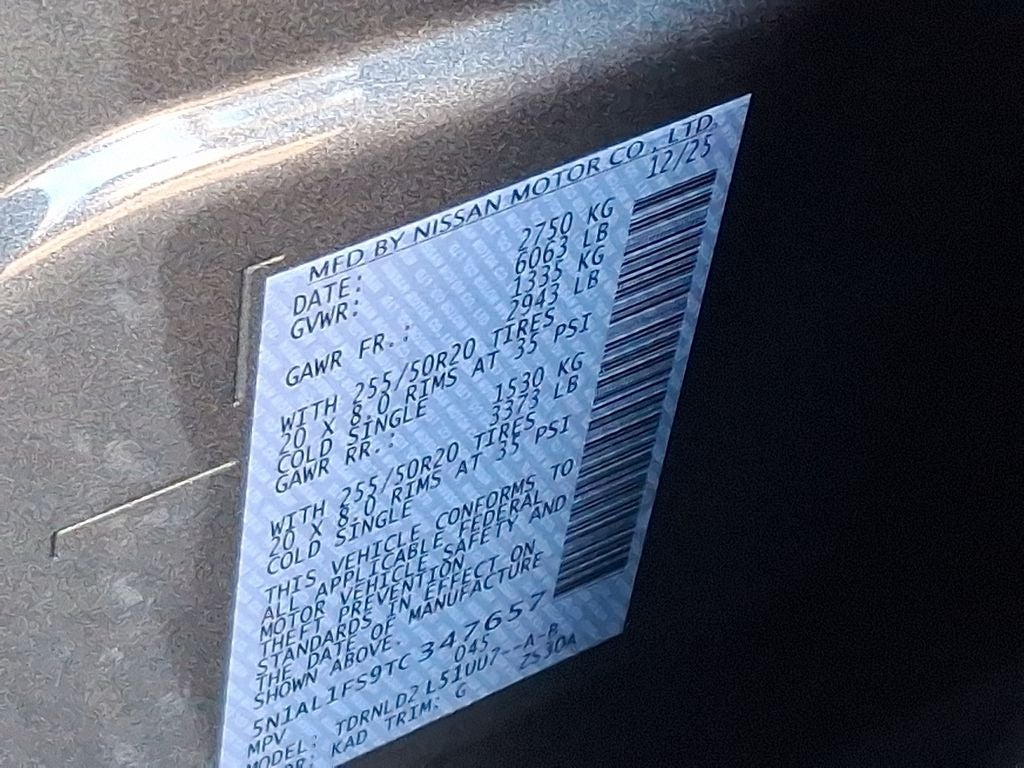 MFD BY NISSAN MOTOR CO., LTD.
DATE: 12/25
GVWR: 2750 KG
6063 LB
GAWR FR.: 1335 KG
2943 LB
WITH 255/50R20 TIRES
20 X 8.0 RIMS AT 35 PSI
COLD SINGLE
GAWR RR.: 1530 KG
3373 LB
WITH 255/50R20 TIRES
20 X 8.0 RIMS AT 35 PSI
COLD SINGLE
THIS VEHICLE CONFORMS TO
ALL APPLICABLE FEDERAL
MOTOR VEHICLE SAFETY AND
THEFT PREVENTION
STANDARDS IN EFFECT ON
THE DATE OF MANUFACTURE
SHOWN ABOVE.
5N1AL1FS9TC347657
MPV 045
MODEL: TDRNLDZL51UU7--A-B
KAD TRIM: G ZS30A